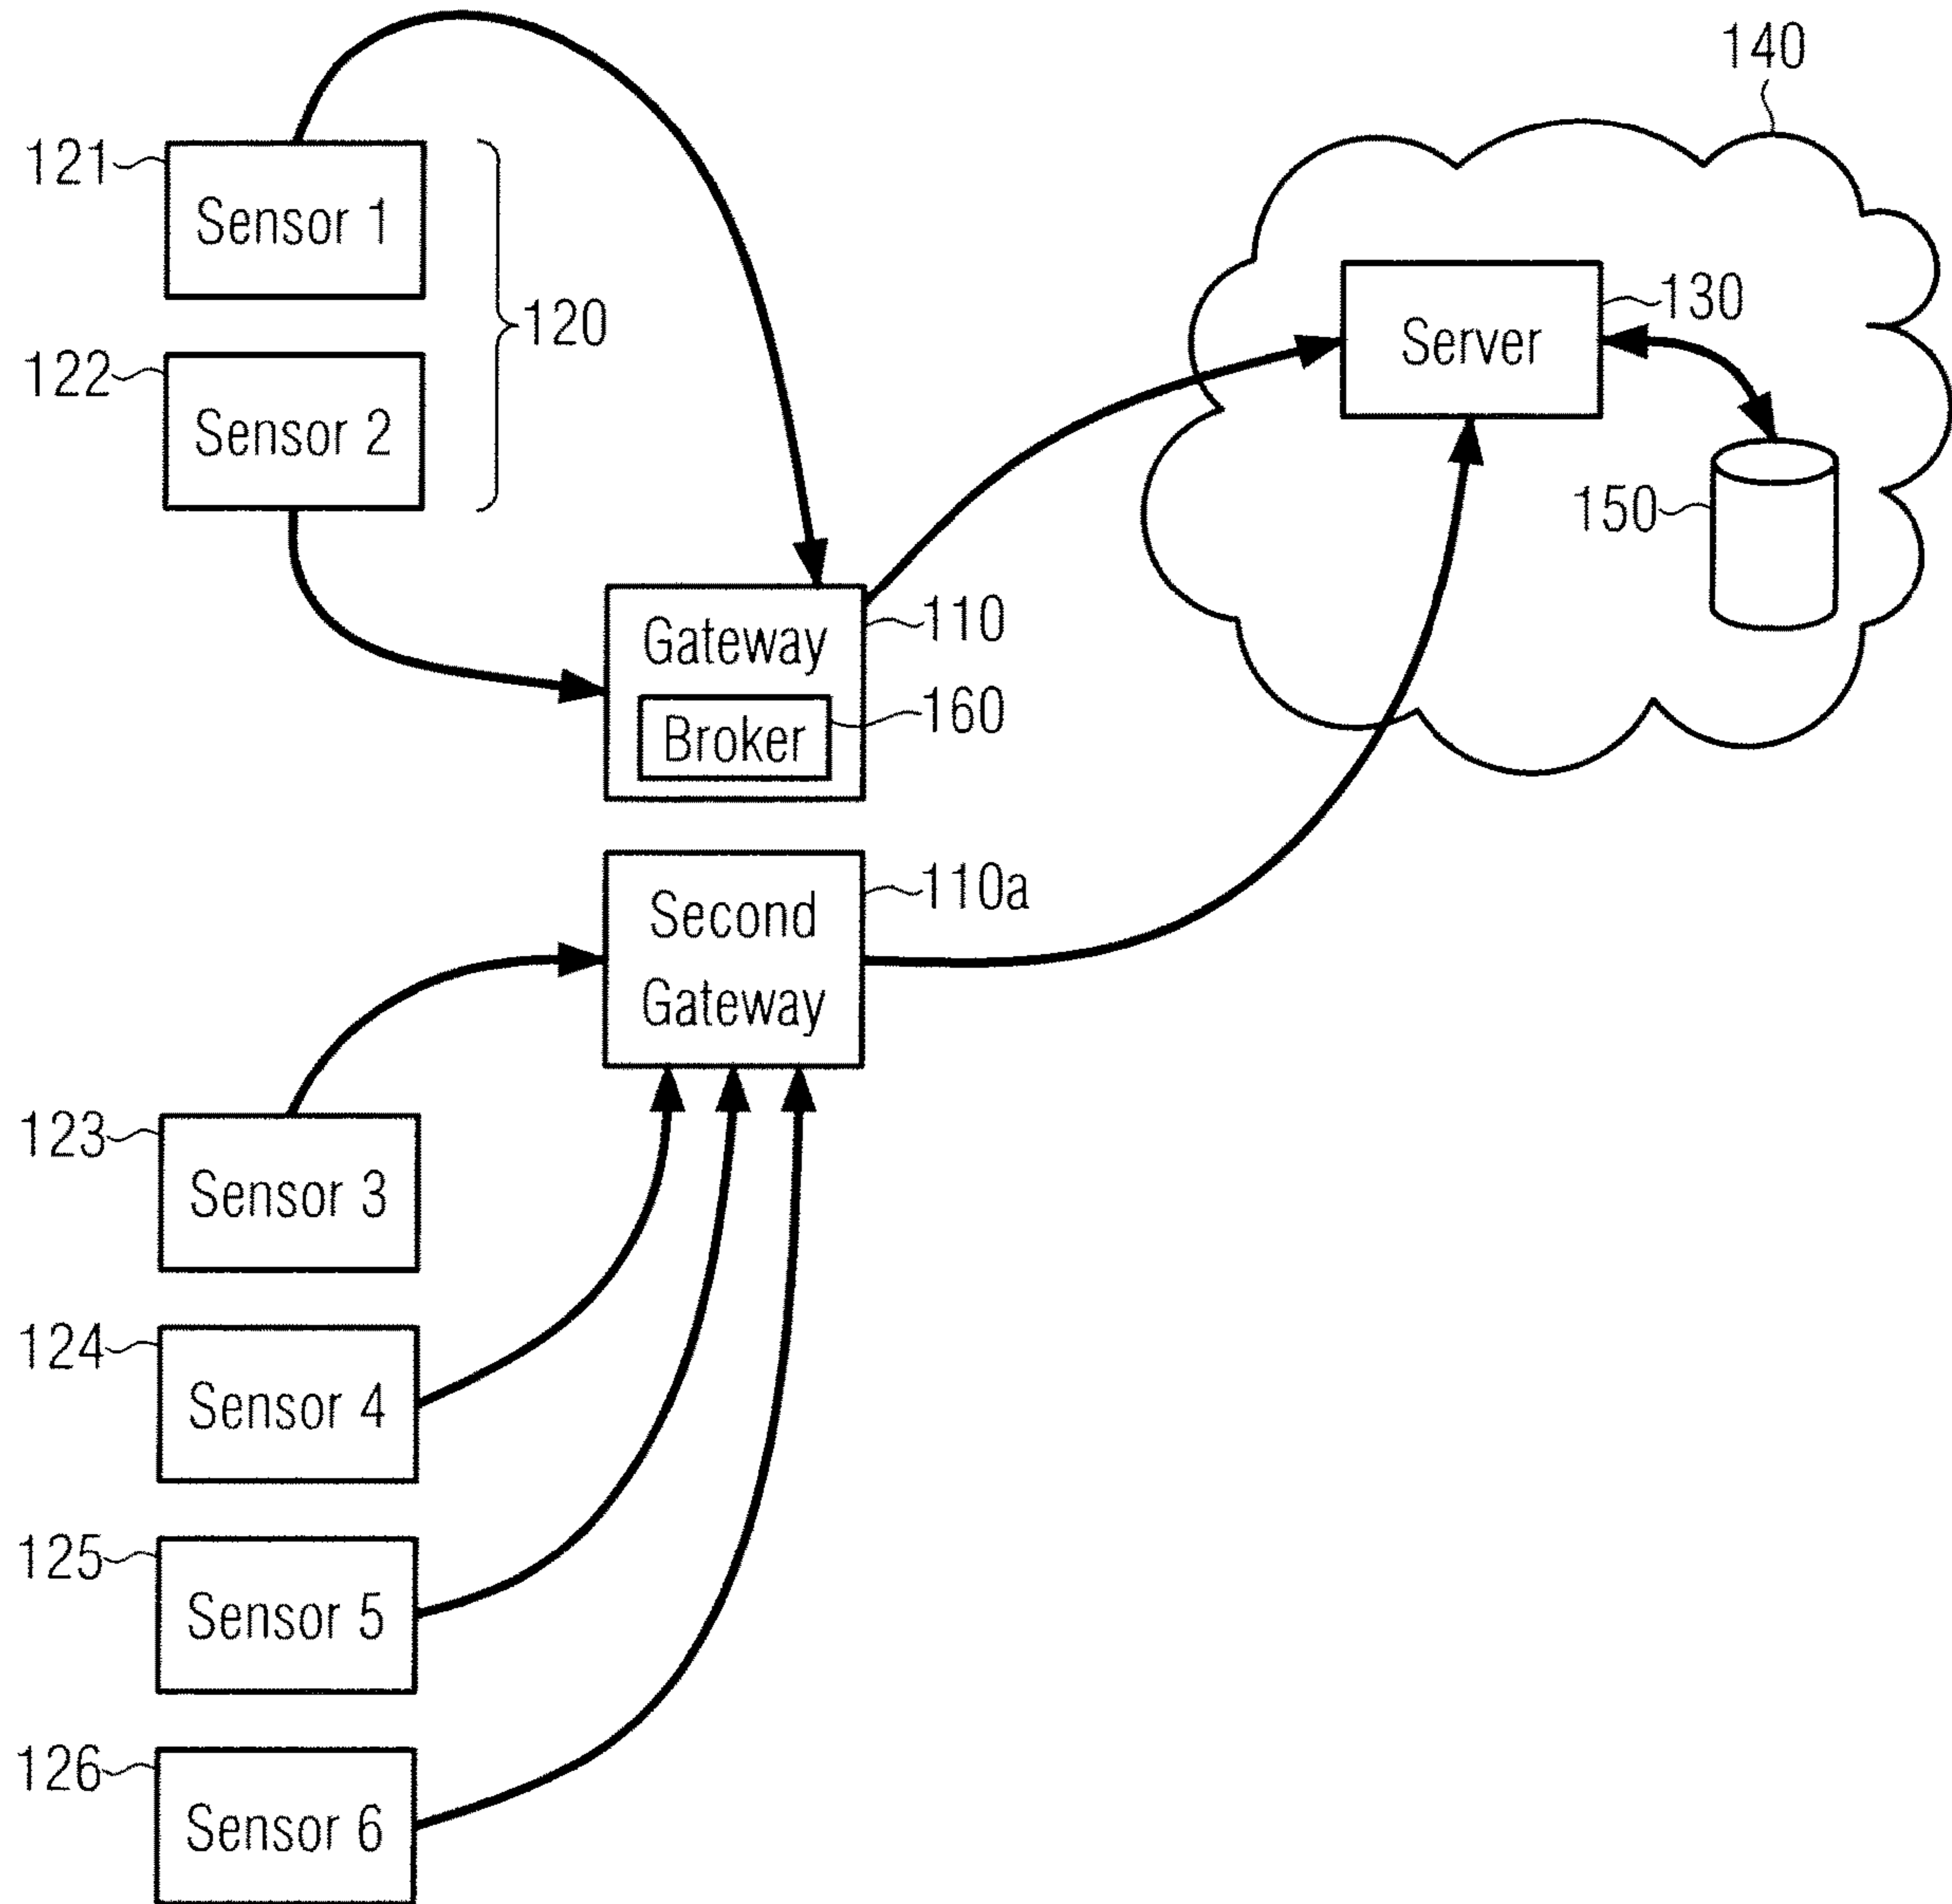 140
121
Sensor 1
130
Server
120
122
Sensor 2
150
Gateway
110
160
Broker
110a
Second
Gateway
123
Sensor 3
124
Sensor 4
125
Sensor 5
126
Sensor 6